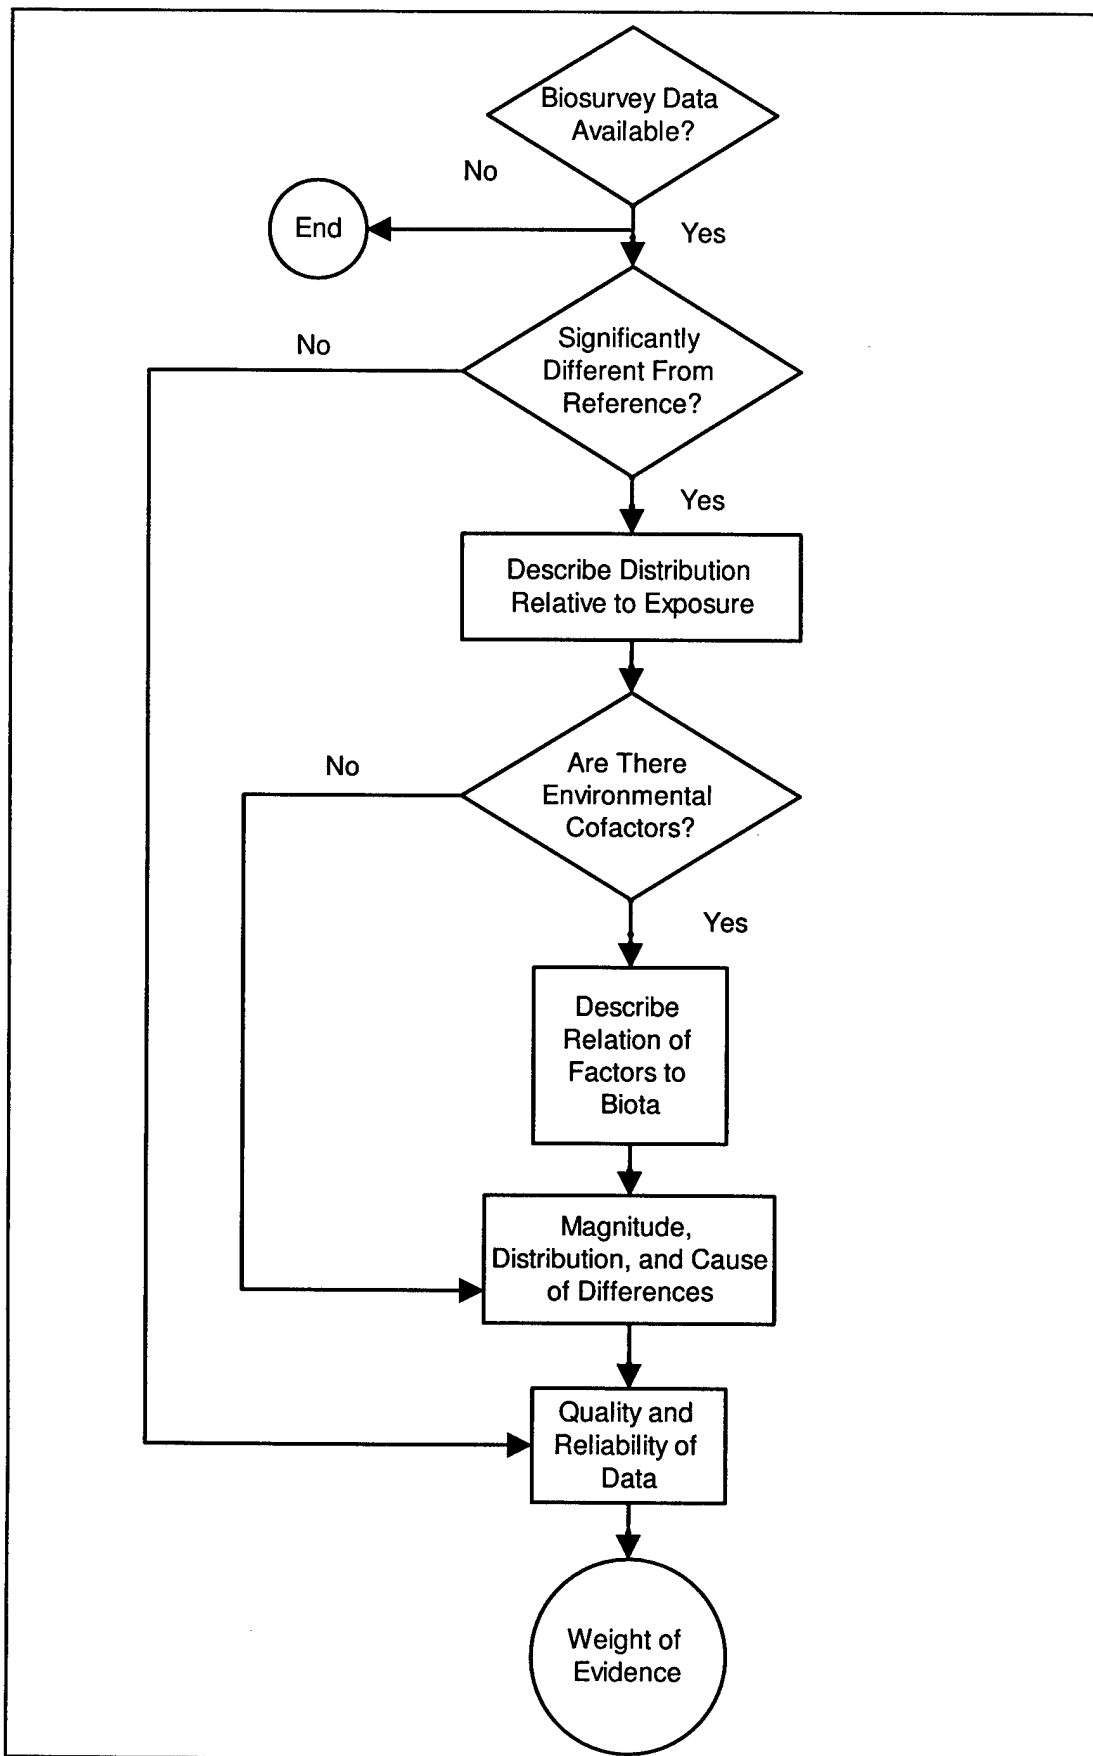 Biosurvey Data
Available?
No
End
Yes
Significantly
Different From
Reference?
No
Yes
Describe Distribution
Relative to Exposure
Are There
Environmental
Cofactors?
No
Yes
Describe
Relation of
Factors to
Biota
Magnitude,
Distribution, and Cause
of Differences
Quality and
Reliability of
Data
Weight of
Evidence